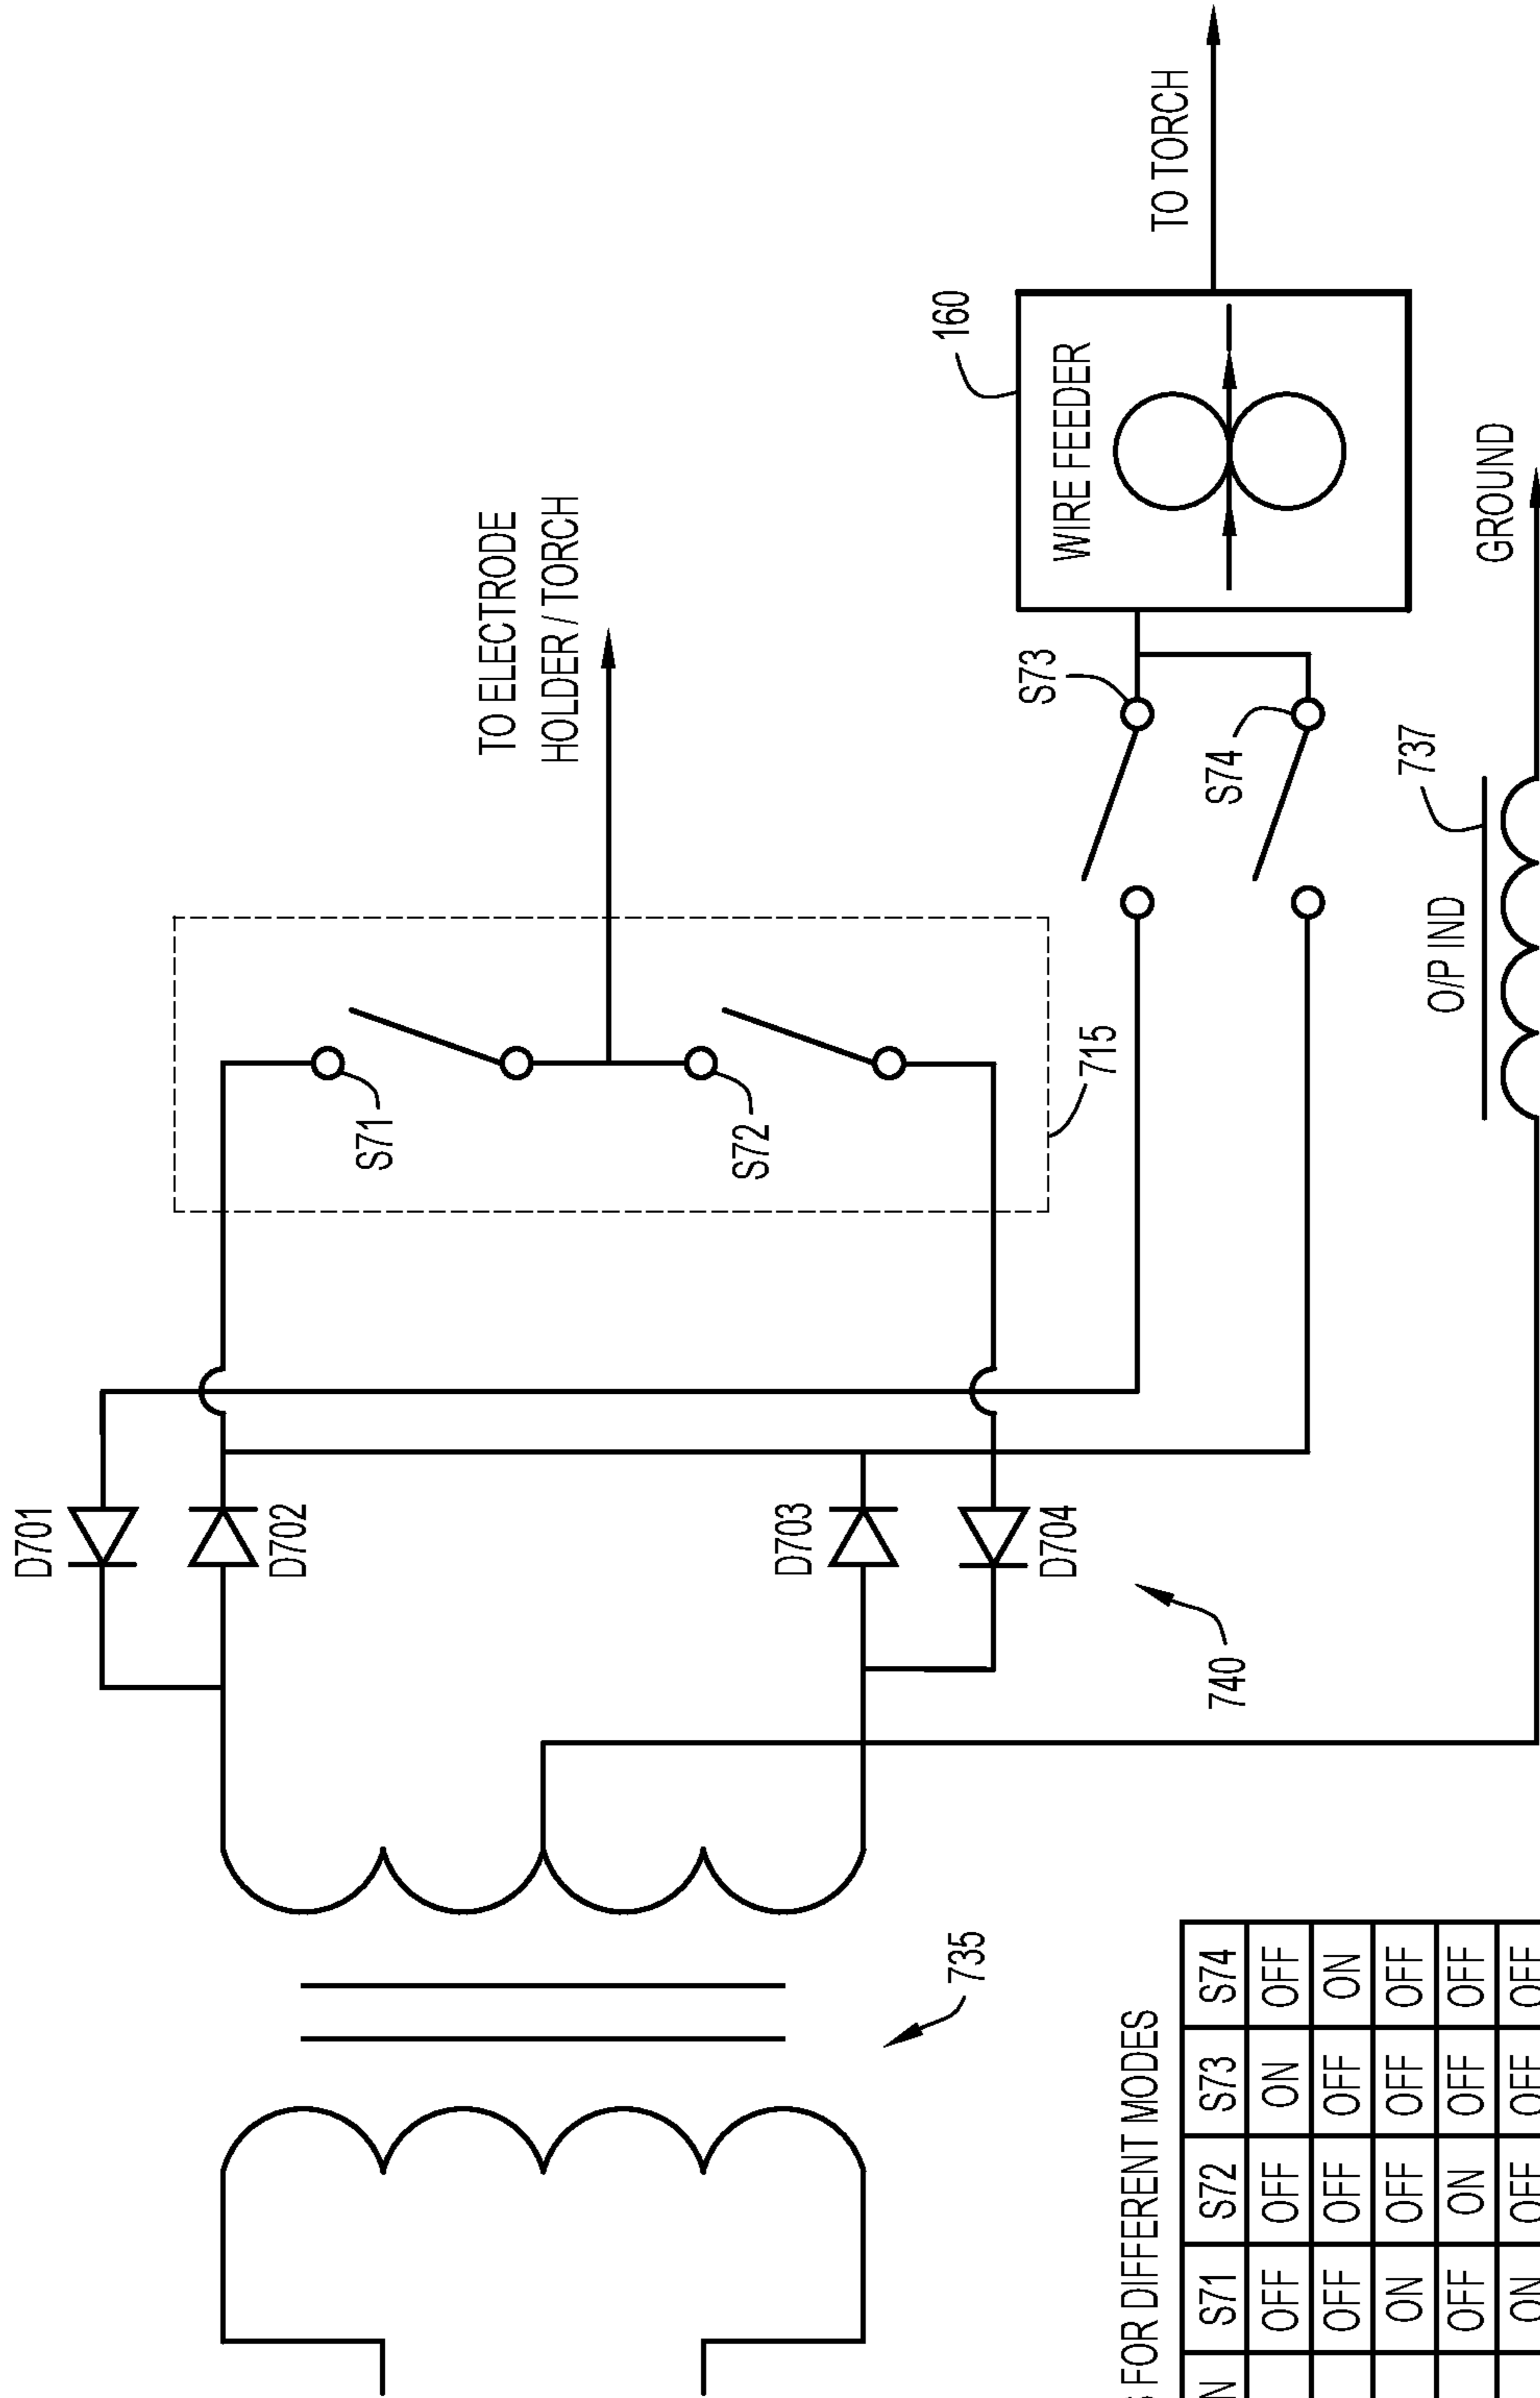 D701
D702
D703
D704
740
735
S71
S72
715
TO ELECTRODE
HOLDER / TORCH
S73
S74
160
WIRE FEEDER
TO TORCH
737
O/P IND
GROUND
FOR DIFFERENT MODES
S71 S72 S73 S74
OFF OFF ON OFF
OFF OFF OFF ON
ON OFF OFF OFF
OFF ON OFF OFF
ON OFF OFF OFF